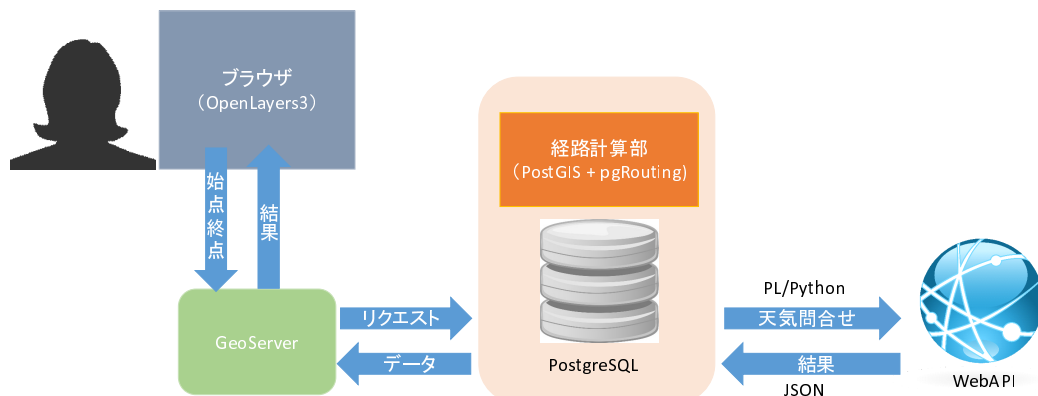 ブラウザ
（OpenLayers3）
始点終点
結果
GeoServer
リクエスト
データ
経路計算部
（PostGIS + pgRouting)
PostgreSQL
PL/Python
天気問合せ
結果
JSON
WebAPI